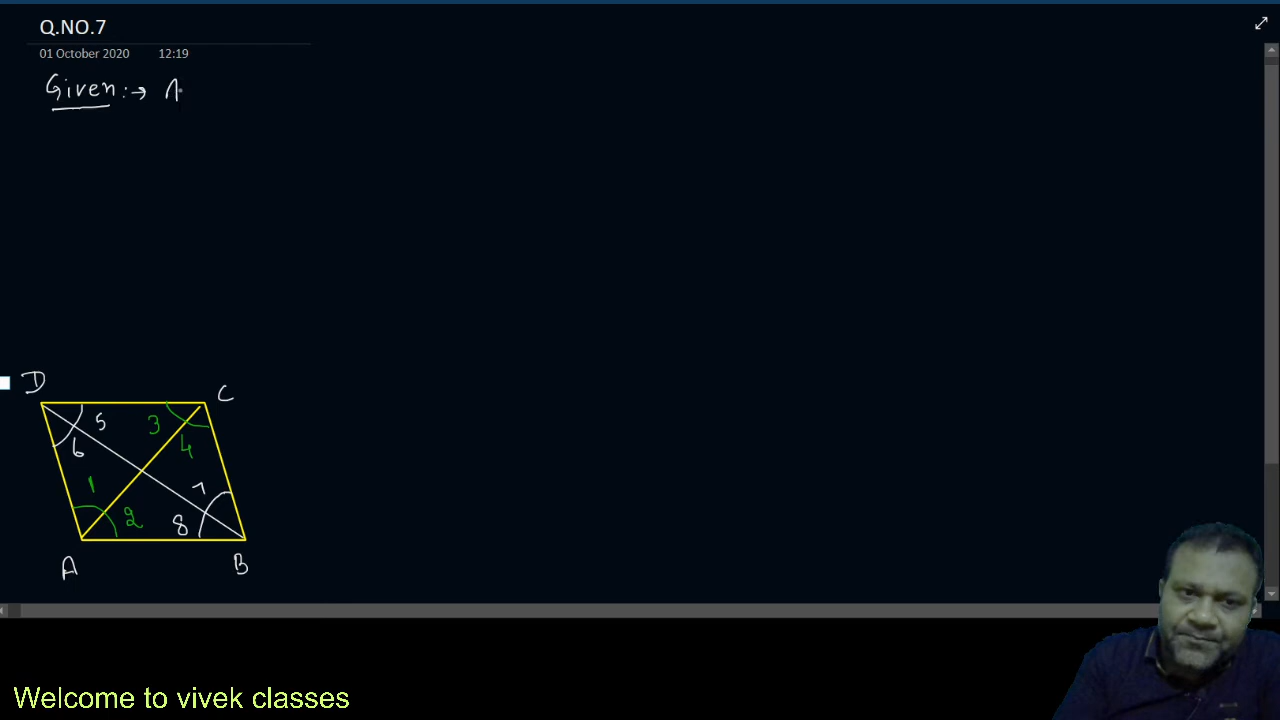 Q.NO.7
01 October 2020 12:19
Given :→ A
D C
5 3
6 4
1 7
2 8
A B
Welcome to vivek classes